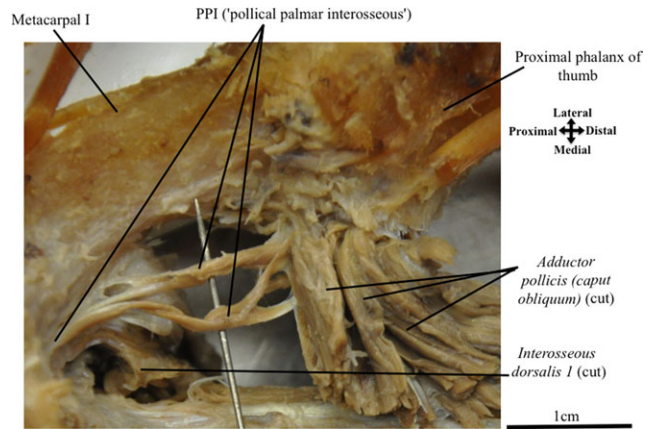 Metacarpal I
PPI ('pollical palmar interosseous')
Proximal phalanx of
thumb
Lateral
Proximal Distal
Medial
Adductor
pollicis (caput
obliquum) (cut)
Interosseous
dorsalis 1 (cut)
1cm